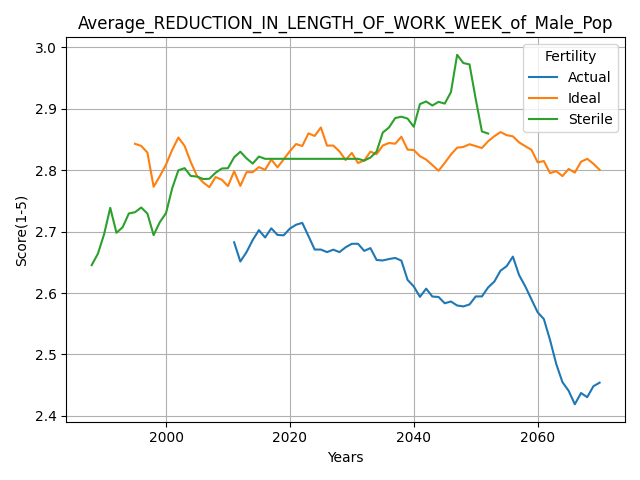 Average_REDUCTION_IN_LENGTH_OF_WORK_WEEK_of_Male_Pop
Fertility
Actual
Ideal
Sterile
Score(1-5)
3.0
2.9
2.8
2.7
2.6
2.5
2.4
2000 2020 2040 2060
Years